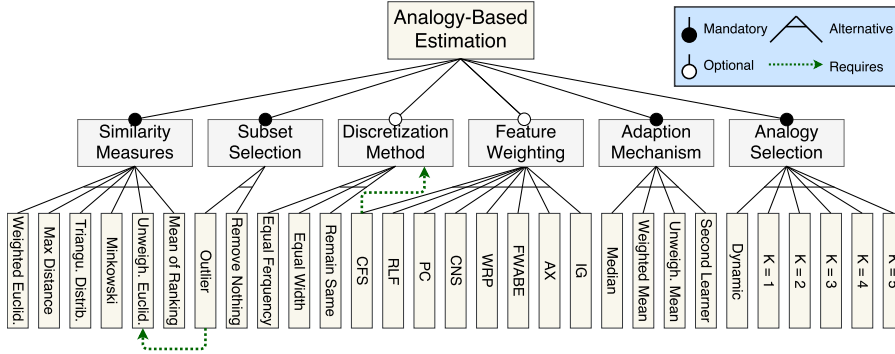 Analogy-Based
Estimation
Mandatory
Alternative
Optional
Requires
Similarity
Measures
Subset
Selection
Discretization
Method
Feature
Weighting
Adaption
Mechanism
Analogy
Selection
Weighted Euclid.
Max Distance
Triangu. Distrib.
Minkowski
Unweigh. Euclid.
Mean of Ranking
Outlier
Remove Nothing
Equal Ferquency
Equal Width
Remain Same
CFS
RLF
PC
CNS
WRP
FWABE
AX
IG
Median
Weighted Mean
Unweigh. Mean
Second Learner
Dynamic
K = 1
K = 2
K = 3
K = 4
K = 5